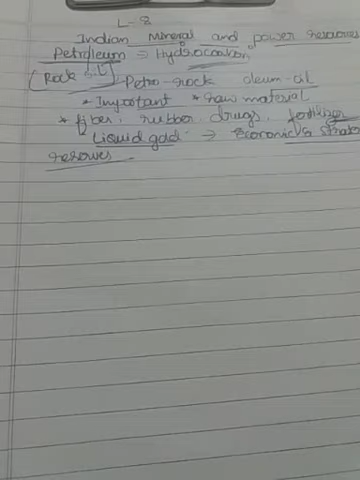 L-8
Indian Mineral and power Resources
Petroleum ⇒ Hydrocarbon
(Rock oil) Petro-rock oleum-oil
* Important * raw material
* fiber, rubber, drugs, fertilizer
Liquid gold → Economic &
reserves